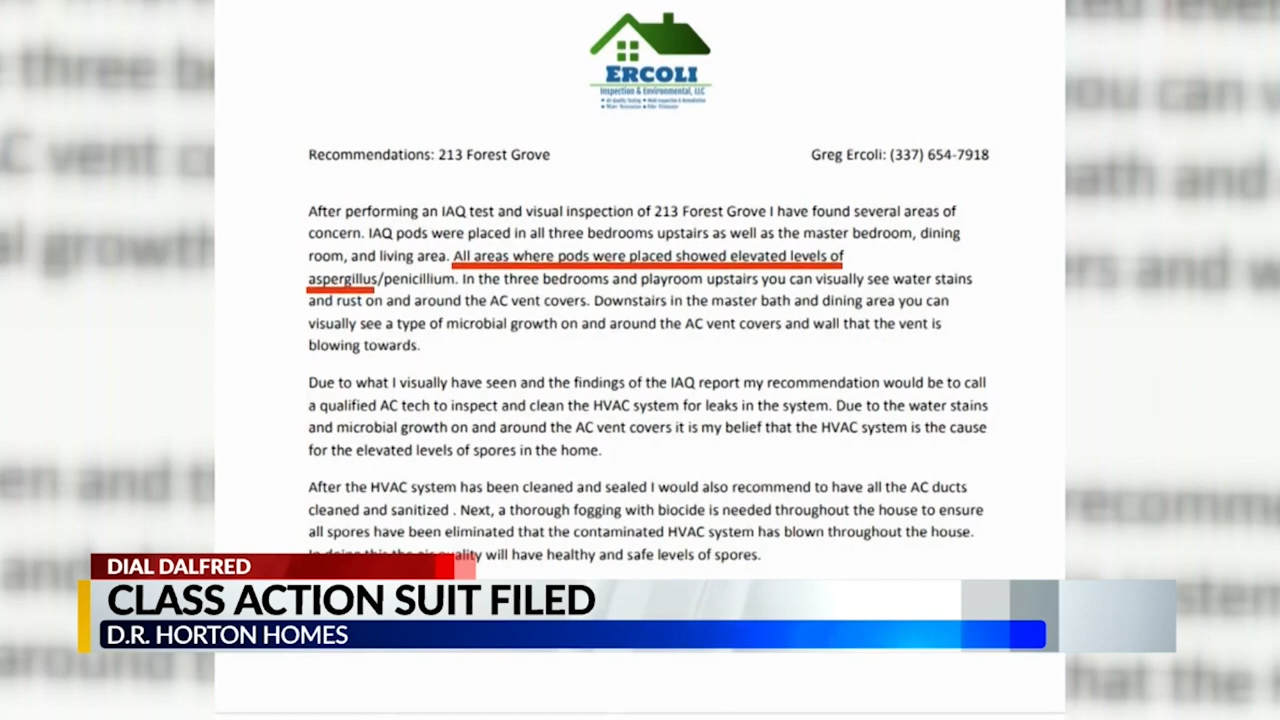 ERCOLI
Inspection & Environmental, LLC
• Air Quality Testing • Mold Inspection & Remediation
Recommendations: 213 Forest Grove
Greg Ercoli: (337) 654-7918
After performing an IAQ test and visual inspection of 213 Forest Grove I have found several areas of
concern. IAQ pods were placed in all three bedrooms upstairs as well as the master bedroom, dining
room, and living area. All areas where pods were placed showed elevated levels of
aspergillus/penicillium. In the three bedrooms and playroom upstairs you can visually see water stains
and rust on and around the AC vent covers. Downstairs in the master bath and dining area you can
visually see a type of microbial growth on and around the AC vent covers and wall that the vent is
blowing towards.
Due to what I visually have seen and the findings of the IAQ report my recommendation would be to call
a qualified AC tech to inspect and clean the HVAC system for leaks in the system. Due to the water stains
and microbial growth on and around the AC vent covers it is my belief that the HVAC system is the cause
for the elevated levels of spores in the home.
After the HVAC system has been cleaned and sealed I would also recommend to have all the AC ducts
cleaned and sanitized . Next, a thorough fogging with biocide is needed throughout the house to ensure
all spores have been eliminated that the contaminated HVAC system has blown throughout the house.
will have healthy and safe levels of spores.
DIAL DALFRED
CLASS ACTION SUIT FILED
D.R. HORTON HOMES